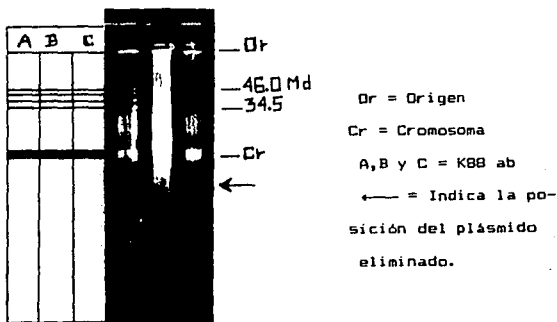 A B C
Or
46.0 Md
34.5
Cr
Or = Origen
Cr = Cromosoma
A,B y C = K88 ab
= Indica la po-
sición del plásmido
eliminado.